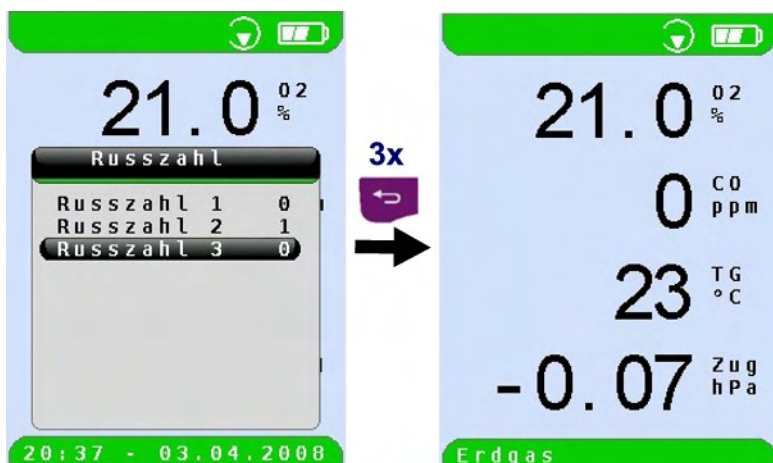 21.0 O2 %
Russzahl
Russzahl 1 0
Russzahl 2 1
Russzahl 3 0
20:37 - 03.04.2008
3x
21.0 O2 %
0 CO ppm
23 TG °C
-0.07 Zug hPa
Erdgas